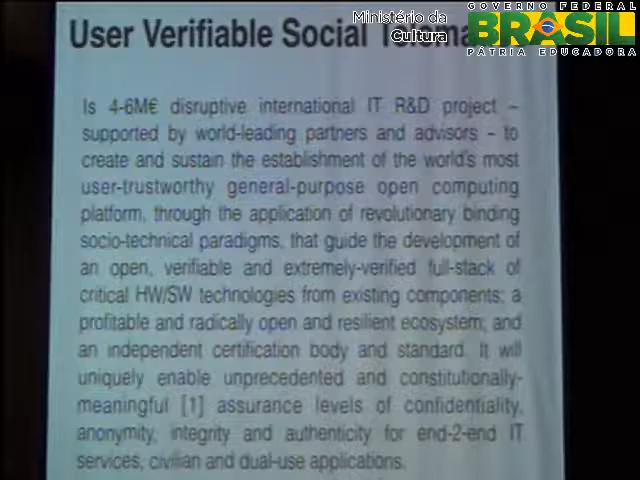 GOVERNO FEDERAL
Ministério da
Cultura
BRASIL
PÁTRIA EDUCADORA
User Verifiable Social
Is 4-6M€ disruptive international IT R&D project –
supported by world-leading partners and advisors – to
create and sustain the establishment of the world's most
user-trustworthy general-purpose open computing
platform, through the application of revolutionary binding
socio-technical paradigms, that guide the development of
an open, verifiable and extremely-verified full-stack of
critical HW/SW technologies from existing components; a
profitable and radically open and resilient ecosystem; and
an independent certification body and standard. It will
uniquely enable unprecedented and constitutionally-
meaningful [1] assurance levels of confidentiality,
anonymity, integrity and authenticity for end-2-end IT
services, civilian and dual-use applications.